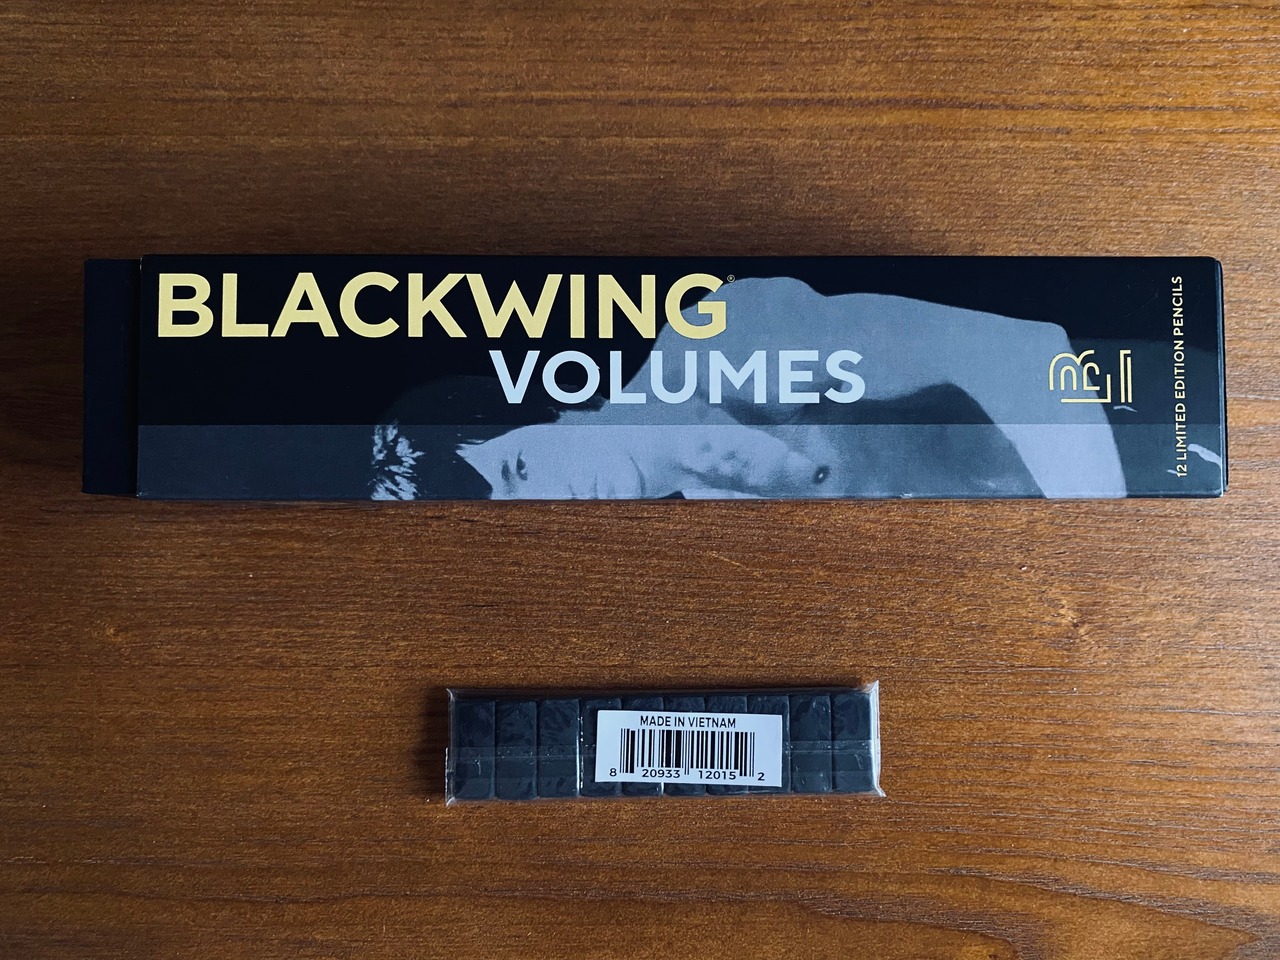 BLACKWING®
VOLUMES
12 LIMITED EDITION PENCILS
MADE IN VIETNAM
8 20933 12015 2